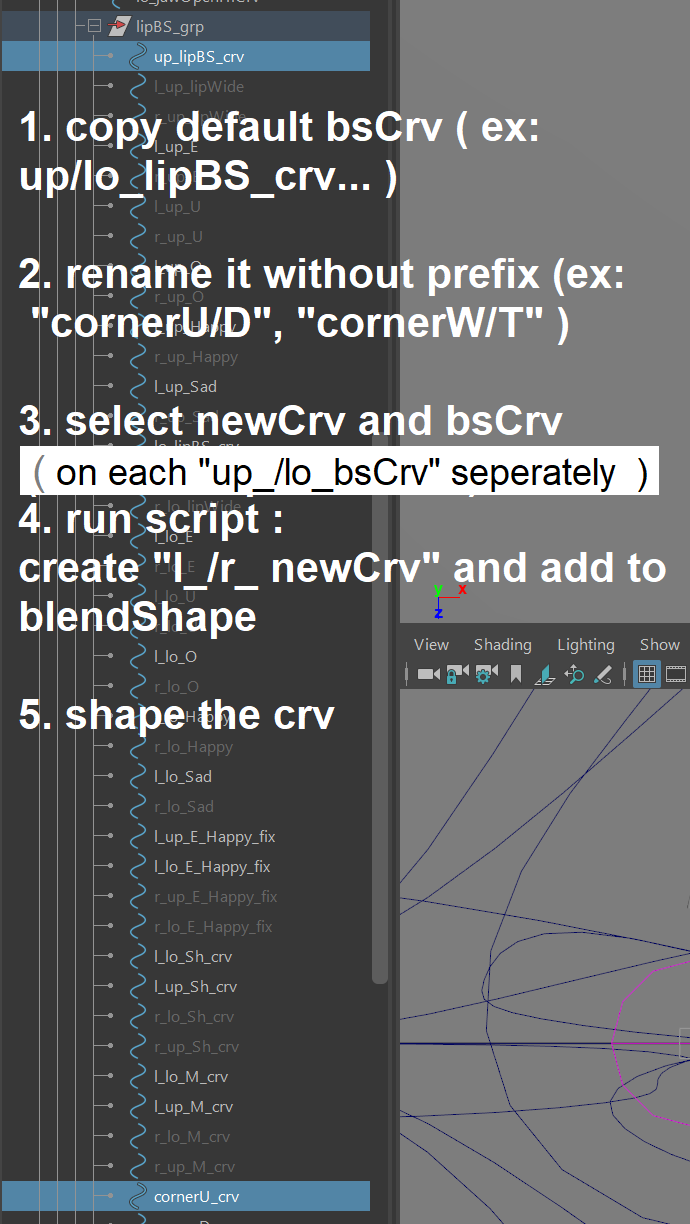 lipBS_grp
up_lipBS_crv
l_up_lipWide
1. copy default bsCrv ( ex:
l_up_E
up/lo_lipBS_crv... )
l_up_U
r_up_U
2. rename it without prefix (ex:
r_up_O
"cornerU/D", "cornerW/T" )
r_up_Happy
l_up_Sad
3. select newCrv and bsCrv
( on each "up_/lo_bsCrv" seperately )
r_lo_lipWide
4. run script :
l_lo_E
create "l_/r_ newCrv" and add to
y x
z
blendShape
View Shading Lighting Show
l_lo_O
r_lo_O
5. shape the crv
r_lo_Happy
l_lo_Sad
r_lo_Sad
l_up_E_Happy_fix
l_lo_E_Happy_fix
r_up_E_Happy_fix
r_lo_E_Happy_fix
l_lo_Sh_crv
l_up_Sh_crv
r_lo_Sh_crv
r_up_Sh_crv
l_lo_M_crv
l_up_M_crv
r_lo_M_crv
r_up_M_crv
cornerU_crv